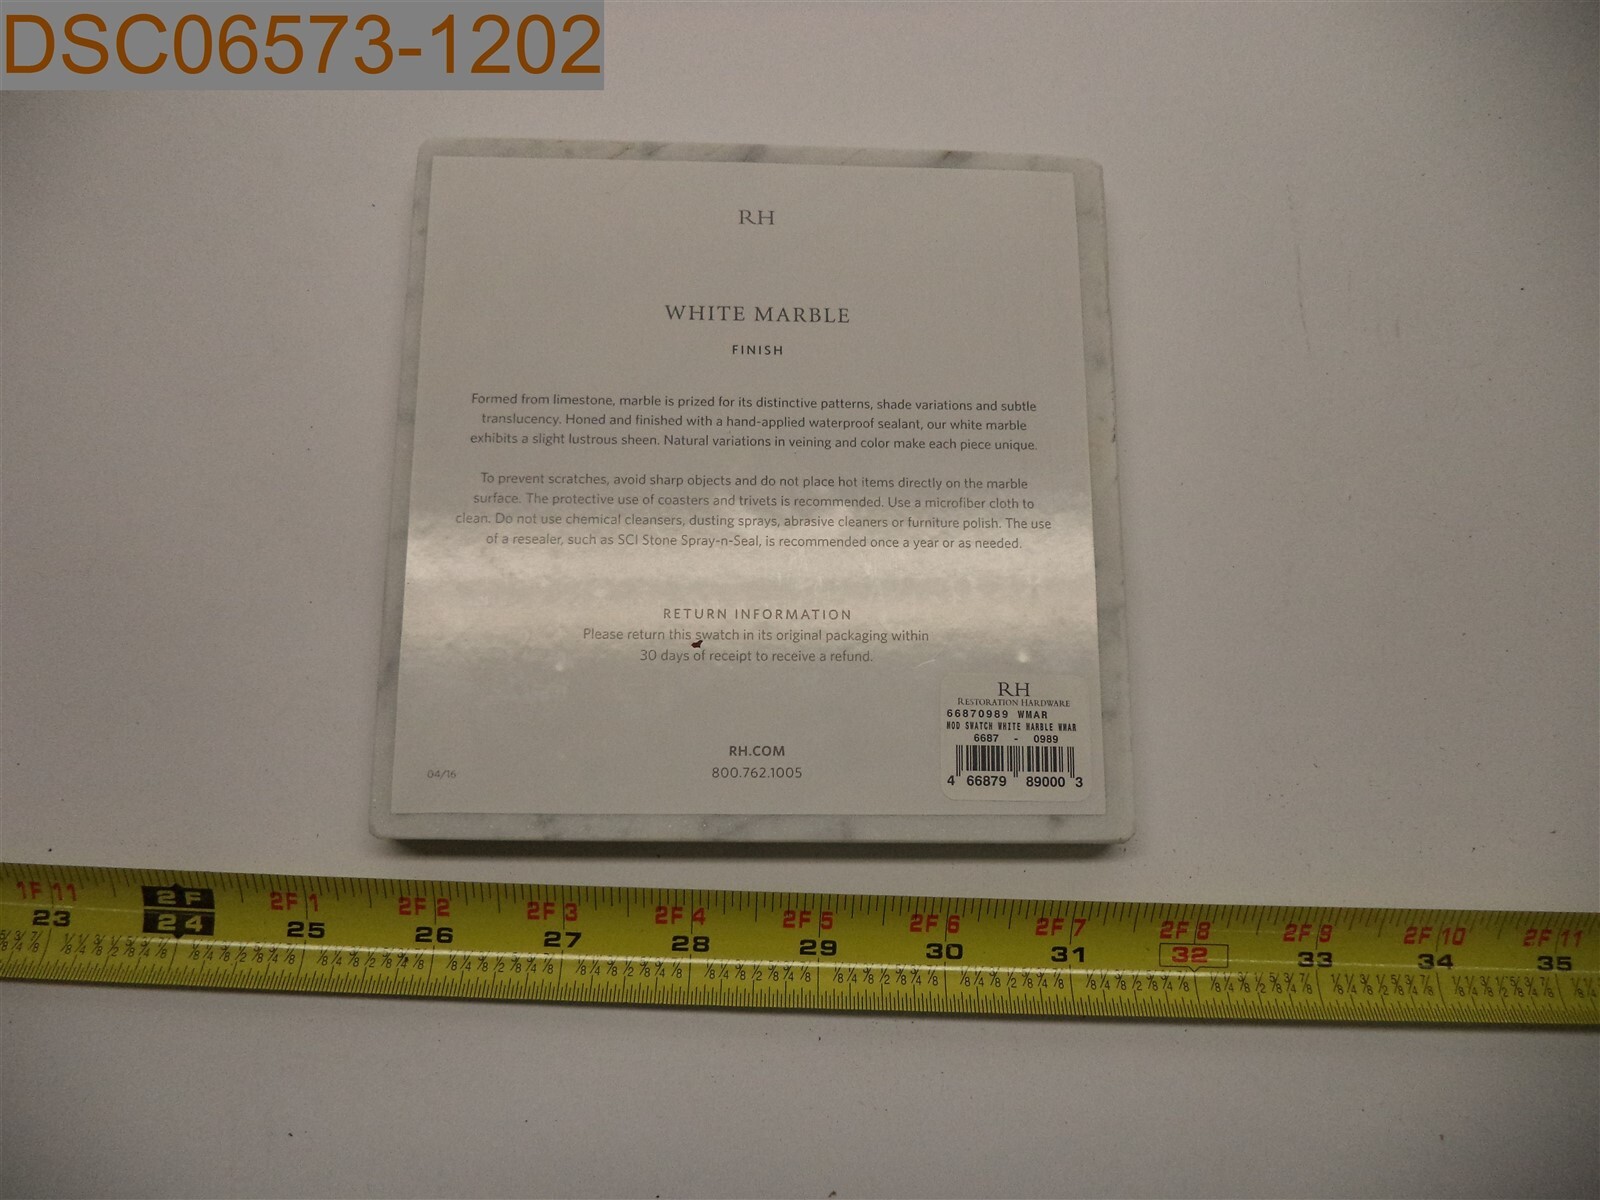 DSC06573-1202
RH
WHITE MARBLE
FINISH
Formed from limestone, marble is prized for its distinctive patterns, shade variations and subtle
translucency. Honed and finished with a hand-applied waterproof sealant, our white marble
exhibits a slight lustrous sheen. Natural variations in veining and color make each piece unique.
To prevent scratches, avoid sharp objects and do not place hot items directly on the marble
surface. The protective use of coasters and trivets is recommended. Use a microfiber cloth to
clean. Do not use chemical cleansers, dusting sprays, abrasive cleaners or furniture polish. The use
of a resealer, such as SCI Stone Spray-n-Seal, is recommended once a year or as needed.
RETURN INFORMATION
Please return this swatch in its original packaging within
30 days of receipt to receive a refund.
RH
RESTORATION HARDWARE
66870989 WMAR
MOD SWATCH WHITE MARBLE WMAR
6687 - 0989
4 66879 89000 3
RH.COM
800.762.1005
04/16
1F 11 2F 2F 1 2F 2 2F 3 2F 4 2F 5 2F 6 2F 7 2F 8 2F 9 2F 10 2F 11
23 24 25 26 27 28 29 30 31 32 33 34 35